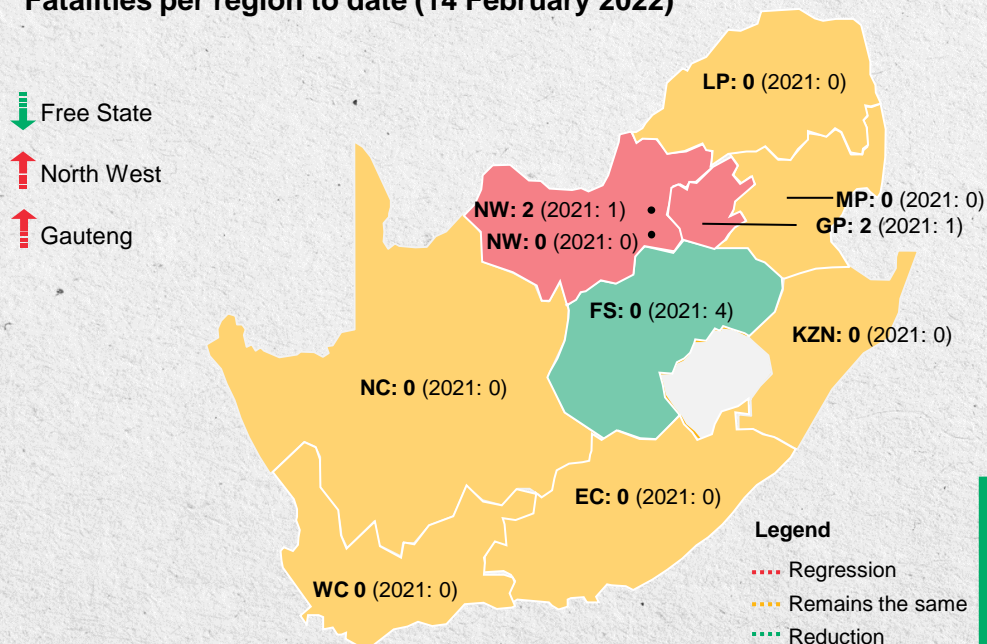 Fatalities per region to date (14 February 2022)
LP: 0 (2021: 0)
Free State
North West
Gauteng
MP: 0 (2021: 0)
NW: 2 (2021: 1)
GP: 2 (2021: 1)
NW: 0 (2021: 0)
FS: 0 (2021: 4)
KZN: 0 (2021: 0)
NC: 0 (2021: 0)
EC: 0 (2021: 0)
WC 0 (2021: 0)
Legend
Regression
Remains the same
Reduction